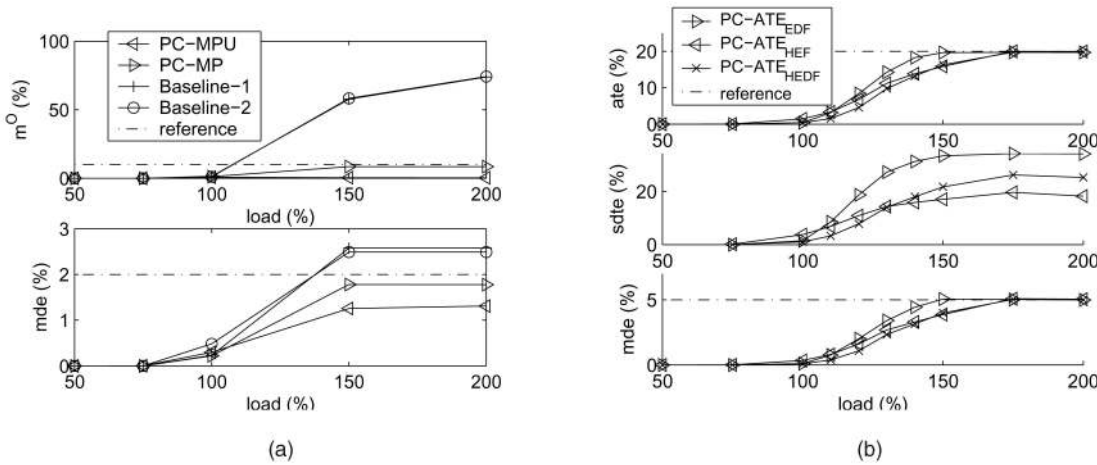 100
50
0
m^O (%)
PC-MPU
PC-MP
Baseline-1
Baseline-2
reference
50 100 150 200
load (%)
3
2
1
0
mde (%)
50 100 150 200
load (%)
(a)
PC-ATE_EDF
PC-ATE_HEF
PC-ATE_HEDF
reference
20
10
0
ate (%)
50 100 150 200
20
0
sdte (%)
50 100 150 200
5
0
mde (%)
50 100 150 200
load (%)
(b)